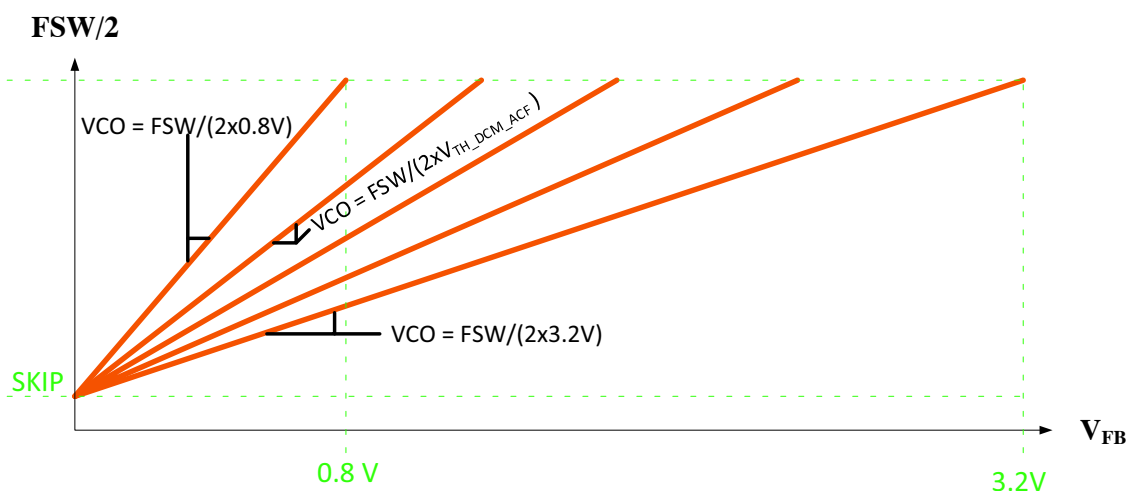 FSW/2
VCO = FSW/(2x0.8V)
VCO = FSW/(2xV_TH_DCM_ACF)
VCO = FSW/(2x3.2V)
SKIP
V_FB
0.8 V
3.2V